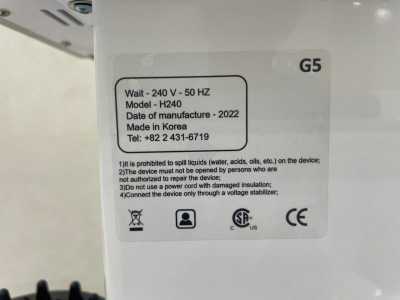 G5
Wait - 240 V - 50 HZ
Model - H240
Date of manufacture - 2022
Made in Korea
Tel: +82 2 431-6719
1)It is prohibited to spill liquids (water, acids, oils, etc.) on the device;
2)The device must not be opened by persons who are
not authorized to repair the device;
3)Do not use a power cord with damaged insulation;
4)Connect the device only through a voltage stabilizer;
C SA US
CE